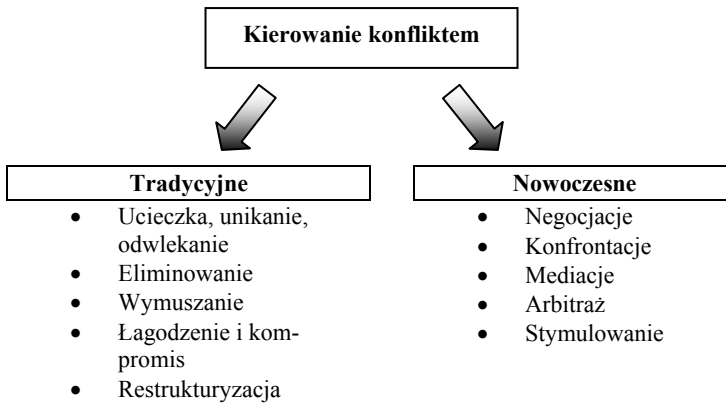 Kierowanie konfliktem
Tradycyjne
• Ucieczka, unikanie,
odwlekanie
• Eliminowanie
• Wymuszanie
• Łagodzenie i kom-
promis
• Restrukturyzacja
Nowoczesne
• Negocjacje
• Konfrontacje
• Mediacje
• Arbitraż
• Stymulowanie